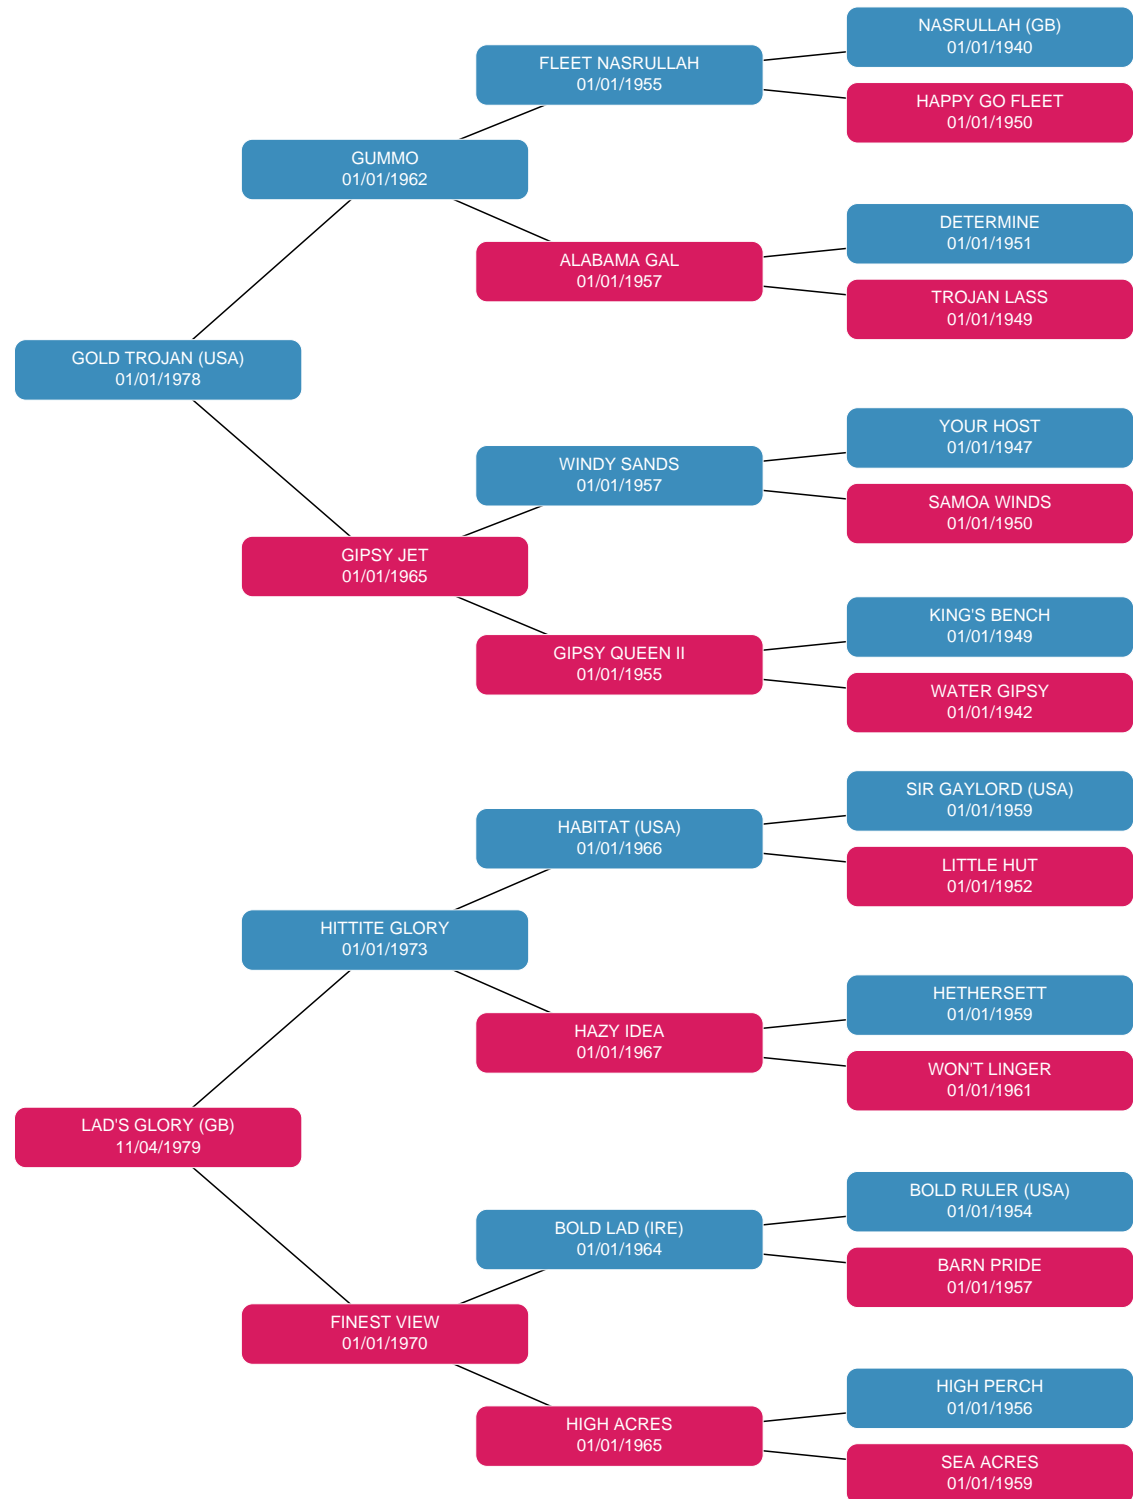 NASRULLAH (GB)
01/01/1940
FLEET NASRULLAH
01/01/1955
HAPPY GO FLEET
01/01/1950
GUMMO
01/01/1962
DETERMINE
01/01/1951
ALABAMA GAL
01/01/1957
TROJAN LASS
01/01/1949
GOLD TROJAN (USA)
01/01/1978
YOUR HOST
01/01/1947
WINDY SANDS
01/01/1957
SAMOA WINDS
01/01/1950
GIPSY JET
01/01/1965
KING'S BENCH
01/01/1949
GIPSY QUEEN II
01/01/1955
WATER GIPSY
01/01/1942
SIR GAYLORD (USA)
01/01/1959
HABITAT (USA)
01/01/1966
LITTLE HUT
01/01/1952
HITTITE GLORY
01/01/1973
HETHERSETT
01/01/1959
HAZY IDEA
01/01/1967
WON'T LINGER
01/01/1961
LAD'S GLORY (GB)
11/04/1979
BOLD RULER (USA)
01/01/1954
BOLD LAD (IRE)
01/01/1964
BARN PRIDE
01/01/1957
FINEST VIEW
01/01/1970
HIGH PERCH
01/01/1956
HIGH ACRES
01/01/1965
SEA ACRES
01/01/1959